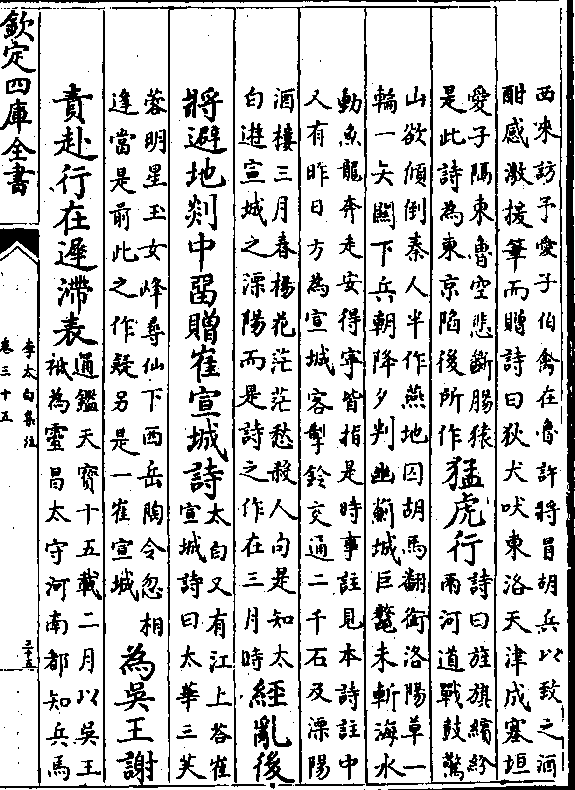 西来訪予愛子伯禽在魯許將冒胡兵以致之酒
酣感激援筆而贈詩曰狄犬吠東洛天津成塞垣
愛子隔東魯空悲斷腸猿
是此詩為東京陷後所作
猛虎行
詩曰旌旗繽紛
兩河道戰鼓驚
山欲傾倒秦人半作燕地囚胡馬翻銜洛陽草一
輸一失關下兵朝降夕判幽薊城巨鼇未斬海水
動魚龍奔走安得寧皆指是時事註見本詩註中
又有昨日方為宣城客掣鈴交通二千石及溧陽
酒樓三月春楊花茫茫愁殺人句是知太
白遊宣城之溧陽而是詩之作在三月時
經亂後
將避地剡中留贈崔宣城詩
太白又有江上答崔
宣城詩曰太華三芙
蓉明星玉女峰尋仙下西岳陶令忽相
逢當是前此之作疑另是一崔宣城
為吳王謝
責赴行在遲滯表
通鑑天寶十五載二月以吳王
祗為靈昌太守河南都知兵馬
欽定四庫全書
李太白集注
卷三十五